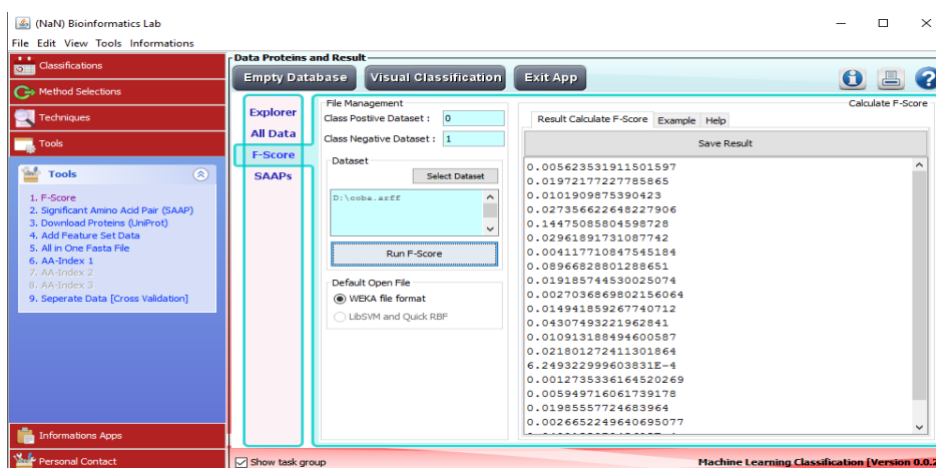 (NaN) Bioinformatics Lab
File Edit View Tools Informations
Classifications
Method Selections
Techniques
Tools
Tools
1. F-Score
2. Significant Amino Acid Pair (SAAP)
3. Download Proteins (UniProt)
4. Add Feature Set Data
5. All in One Fasta File
6. AA-Index 1
7. AA-Index 2
8. AA-Index 3
9. Seperate Data [Cross Validation]
Informations Apps
Personal Contact
Data Proteins and Result
Empty Database Visual Classification Exit App
Explorer
All Data
F-Score
SAAPs
File Management
Class Postive Dataset : 0
Class Negative Dataset : 1
Dataset
Select Dataset
D:\coba.arff
Run F-Score
Default Open File
WEKA file format
LibSVM and Quick RBF
Calculate F-Score
Result Calculate F-Score Example Help
Save Result
0.005623531911501597
0.01972177227785865
0.0101909875390423
0.027356622648227906
0.14475085804598728
0.02961891731087742
0.004117710847545184
0.08966828801288651
0.019185744530025074
0.0027036869802156064
0.014941859267740712
0.04307493221962841
0.010913188494600587
0.021801272411301864
6.249322999603831E-4
0.0012735336164520269
0.005949716061739178
0.01985557724683964
0.0026652249640695077
Show task group
Machine Learning Classification [Version 0.0.2